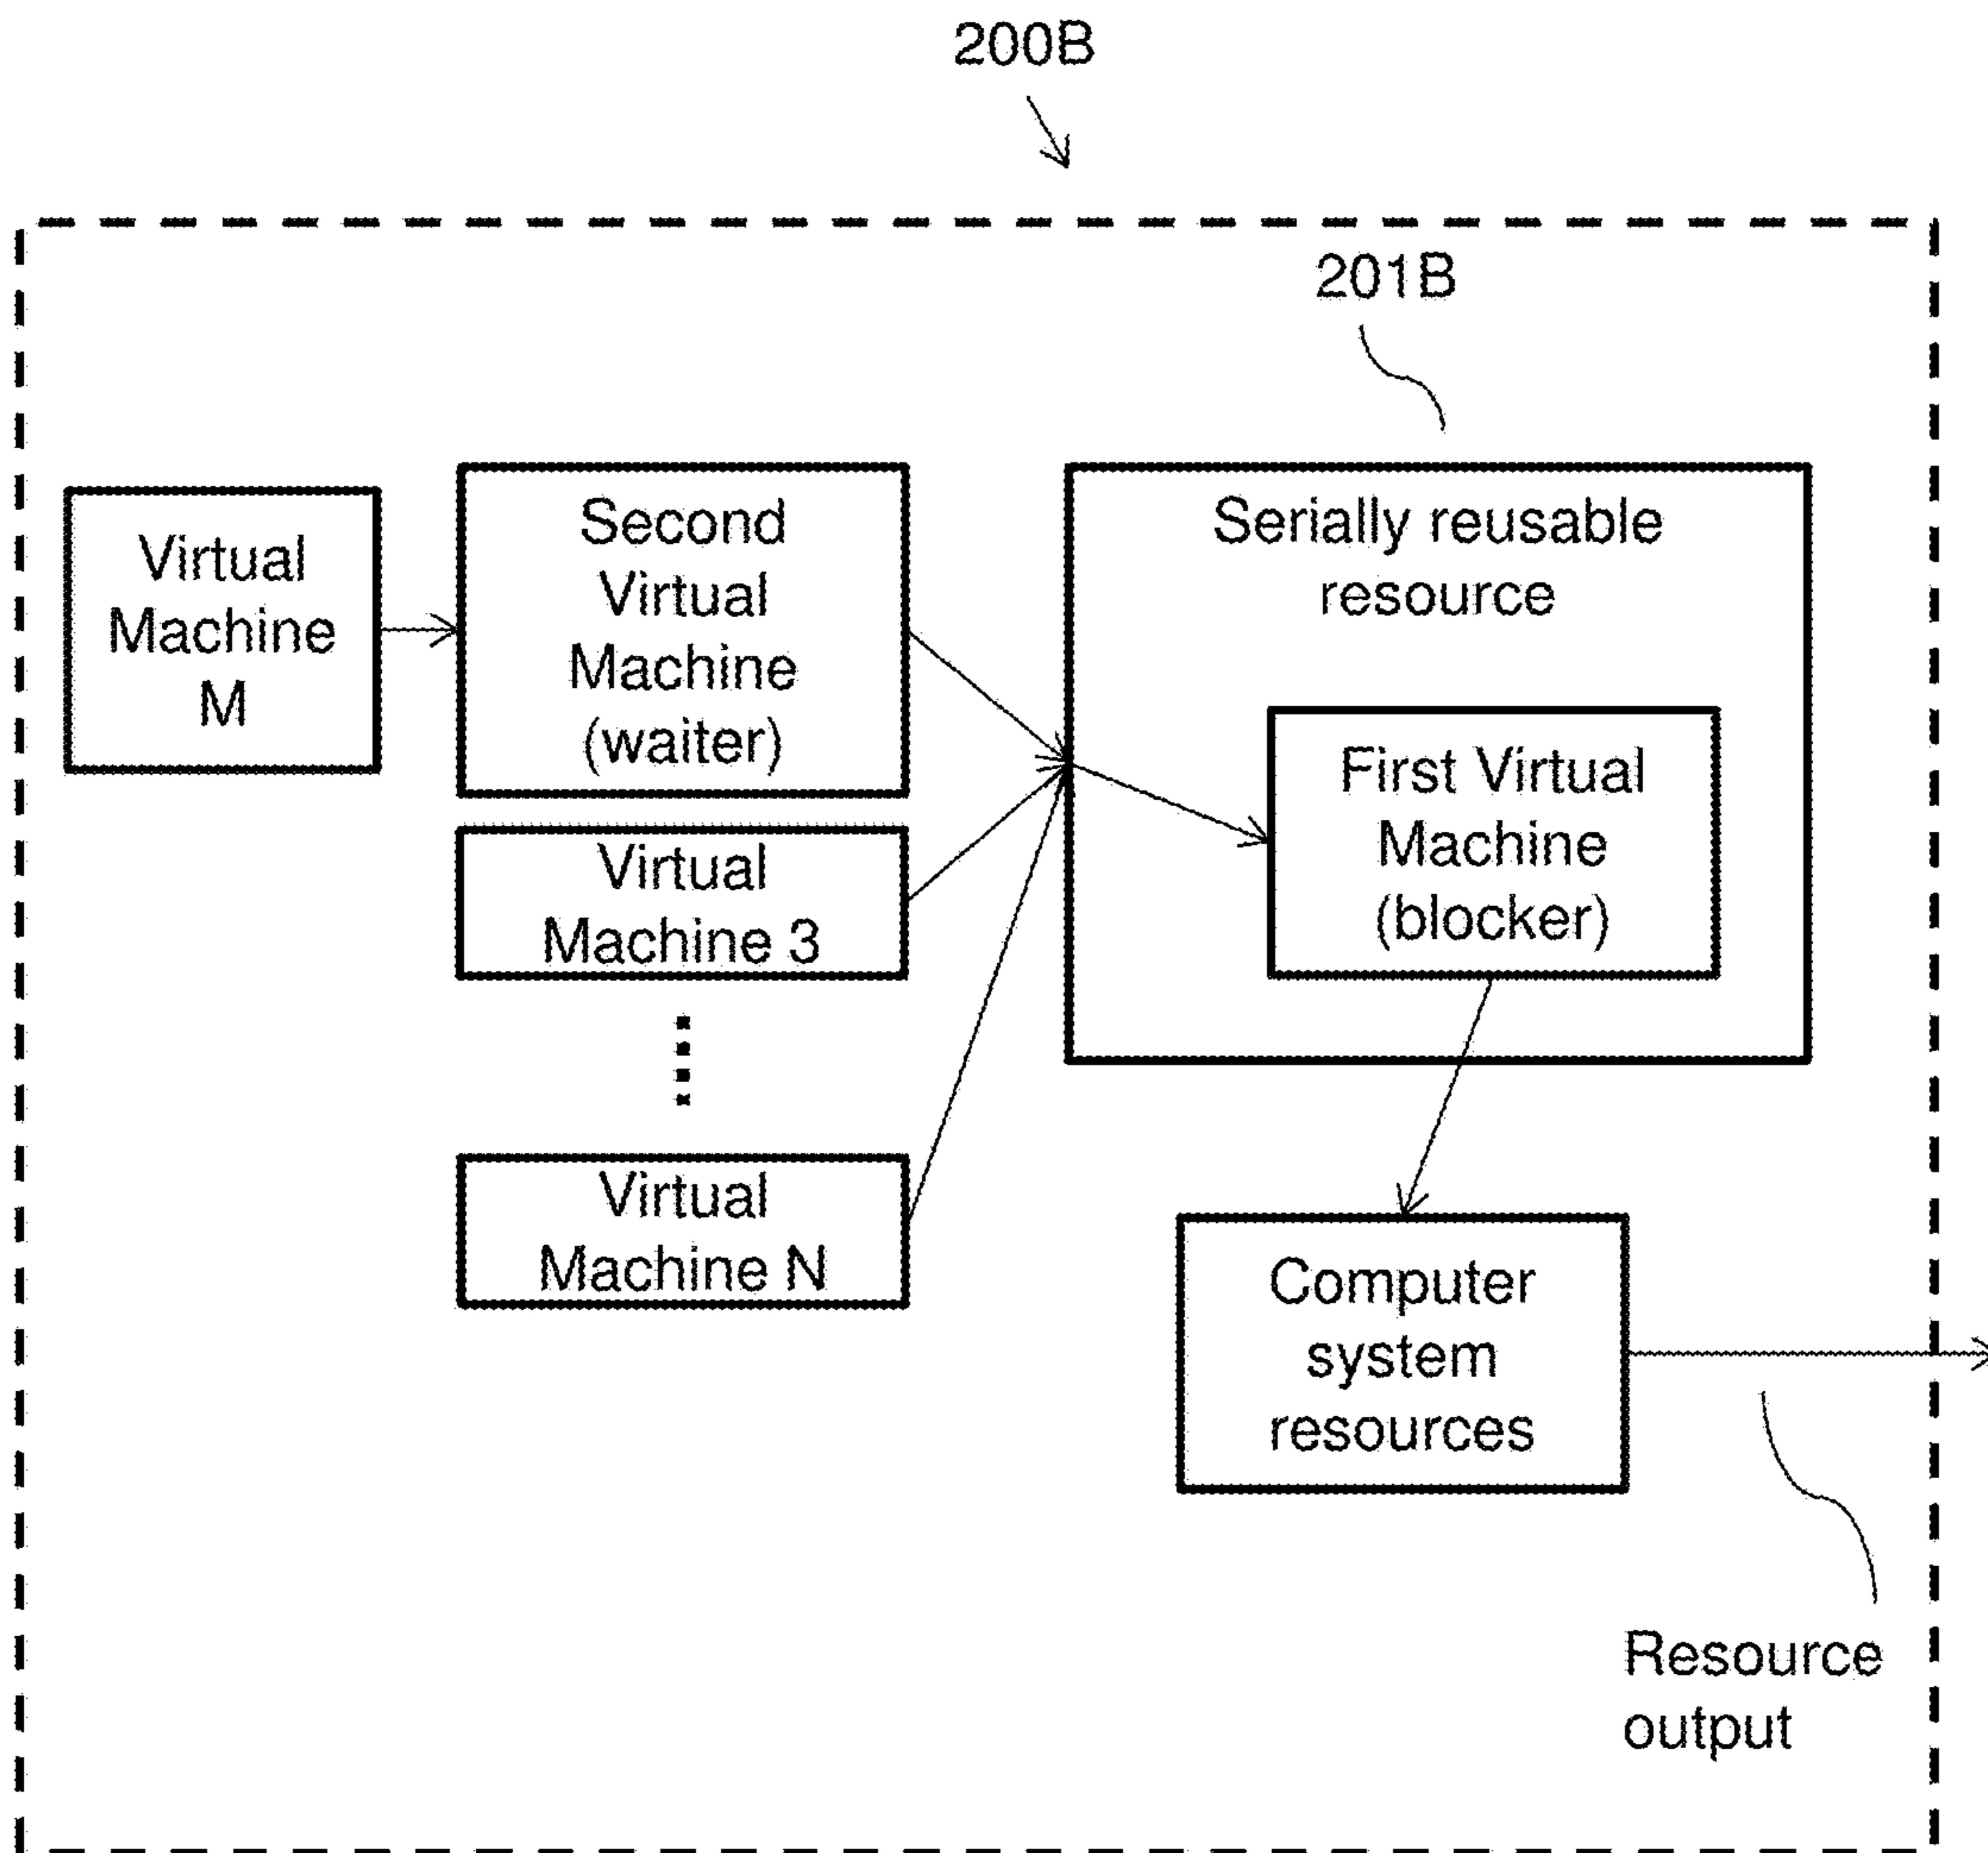 200B
201B
Virtual
Machine
M
Second
Virtual
Machine
(waiter)
Serially reusable
resource
First Virtual
Machine
(blocker)
Virtual
Machine 3
Virtual
Machine N
Computer
system
resources
Resource
output